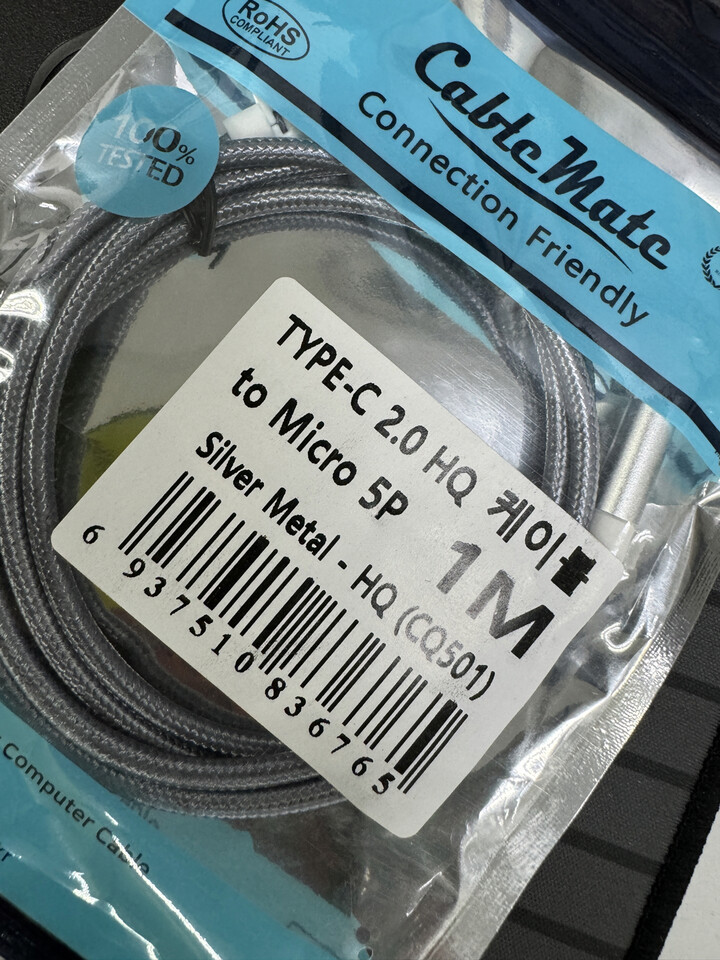 RoHS
COMPLIANT
CableMate
Connection Friendly
100%
TESTED
TYPE-C 2.0 HQ 케이블
to Micro 5P
1M
Silver Metal - HQ (CQ501)
6 937510 836765
Computer Cable